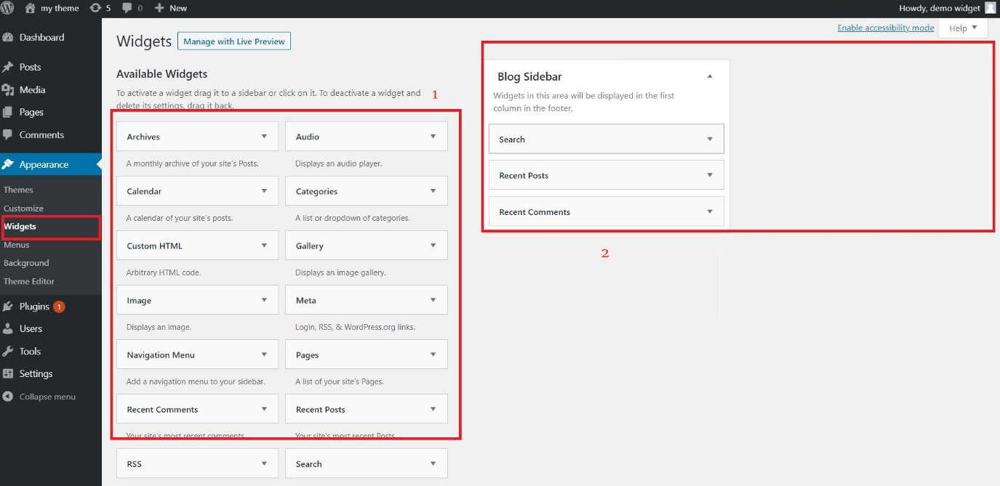 my theme 5 0 New Howdy, demo widget
Dashboard
Posts
Media
Pages
Comments
Appearance
Themes
Customize
Widgets
Menus
Background
Theme Editor
Plugins 1
Users
Tools
Settings
Collapse menu
Enable accessibility mode Help
Widgets Manage with Live Preview
Available Widgets
To activate a widget drag it to a sidebar or click on it. To deactivate a widget and
delete its settings, drag it back.
1
Archives Audio
A monthly archive of your site's Posts. Displays an audio player.
Calendar Categories
A calendar of your site's posts. A list or dropdown of categories.
Custom HTML Gallery
Arbitrary HTML code. Displays an image gallery.
Image Meta
Displays an image. Login, RSS, & WordPress.org links.
Navigation Menu Pages
Add a navigation menu to your sidebar. A list of your site's Pages.
Recent Comments Recent Posts
Your site's most recent comments. Your site's most recent Posts.
RSS Search
Blog Sidebar
Widgets in this area will be displayed in the first
column in the footer.
Search
Recent Posts
Recent Comments
2